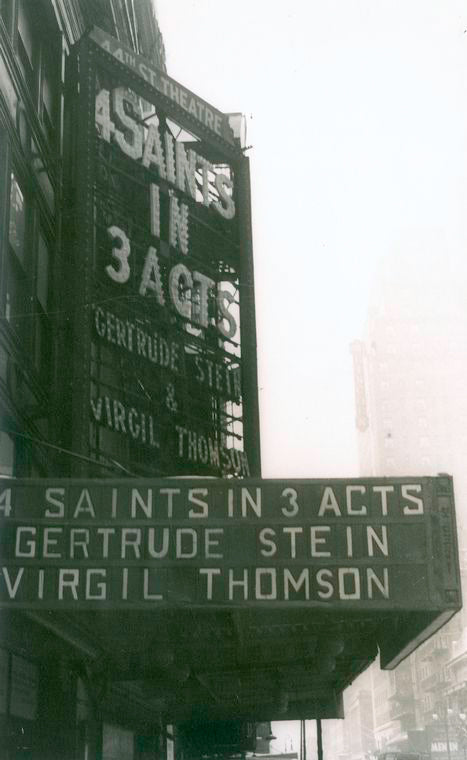 44TH ST. THEATRE
4 SAINTS
IN
3 ACTS
GERTRUDE STEIN
&
VIRGIL THOMSON
4 SAINTS IN 3 ACTS
GERTRUDE STEIN
VIRGIL THOMSON